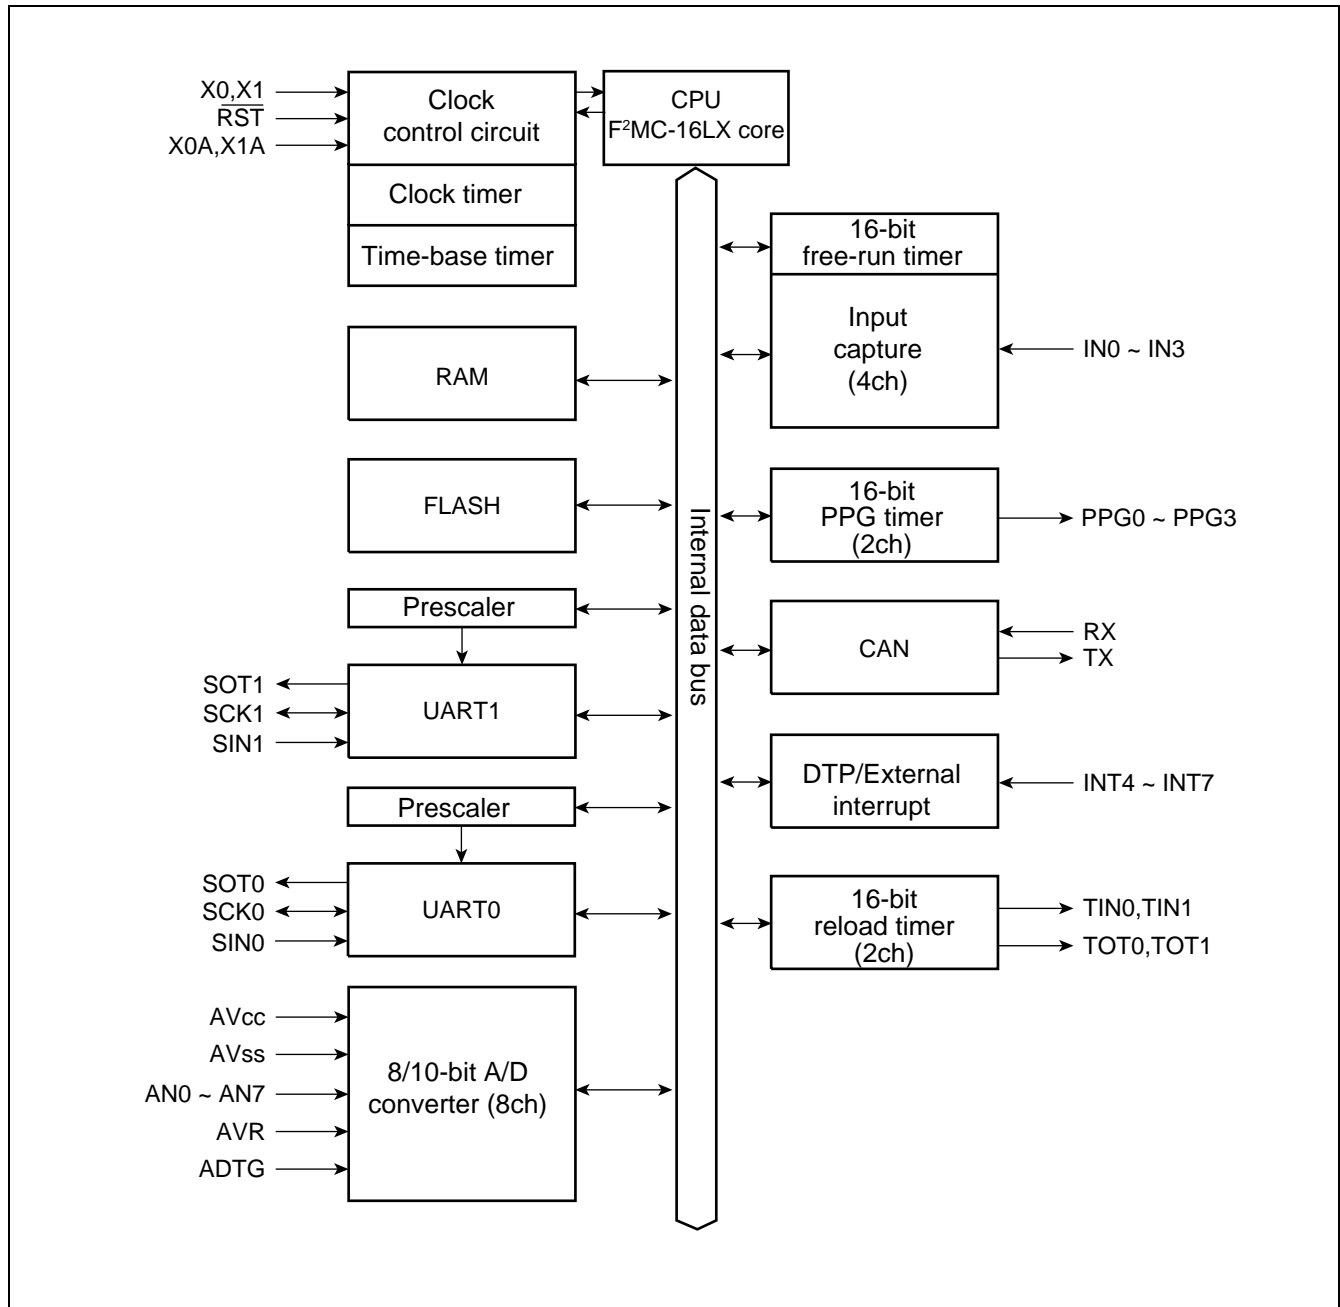 X0,X1
RST
X0A,X1A
Clock
control circuit
Clock timer
Time-base timer
CPU
F²MC-16LX core
RAM
FLASH
Prescaler
SOT1
SCK1
SIN1
UART1
Prescaler
SOT0
SCK0
SIN0
UART0
AVcc
AVss
AN0 ~ AN7
AVR
ADTG
8/10-bit A/D
converter (8ch)
Internal data bus
16-bit
free-run timer
Input
capture
(4ch)
IN0 ~ IN3
16-bit
PPG timer
(2ch)
PPG0 ~ PPG3
CAN
RX
TX
DTP/External
interrupt
INT4 ~ INT7
16-bit
reload timer
(2ch)
TIN0,TIN1
TOT0,TOT1